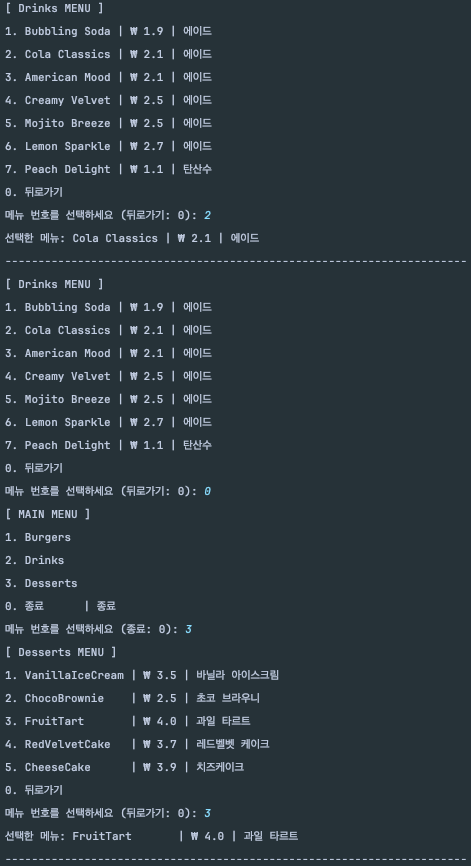 [ Drinks MENU ]
1. Bubbling Soda | ₩ 1.9 | 에이드
2. Cola Classics | ₩ 2.1 | 에이드
3. American Mood | ₩ 2.1 | 에이드
4. Creamy Velvet | ₩ 2.5 | 에이드
5. Mojito Breeze | ₩ 2.5 | 에이드
6. Lemon Sparkle | ₩ 2.7 | 에이드
7. Peach Delight | ₩ 1.1 | 탄산수
0. 뒤로가기
메뉴 번호를 선택하세요 (뒤로가기: 0): 2
선택한 메뉴: Cola Classics | ₩ 2.1 | 에이드
----------------------------------------------------------------------
[ Drinks MENU ]
1. Bubbling Soda | ₩ 1.9 | 에이드
2. Cola Classics | ₩ 2.1 | 에이드
3. American Mood | ₩ 2.1 | 에이드
4. Creamy Velvet | ₩ 2.5 | 에이드
5. Mojito Breeze | ₩ 2.5 | 에이드
6. Lemon Sparkle | ₩ 2.7 | 에이드
7. Peach Delight | ₩ 1.1 | 탄산수
0. 뒤로가기
메뉴 번호를 선택하세요 (뒤로가기: 0): 0
[ MAIN MENU ]
1. Burgers
2. Drinks
3. Desserts
0. 종료      | 종료
메뉴 번호를 선택하세요 (종료: 0): 3
[ Desserts MENU ]
1. VanillaIceCream | ₩ 3.5 | 바닐라 아이스크림
2. ChocoBrownie    | ₩ 2.5 | 초코 브라우니
3. FruitTart       | ₩ 4.0 | 과일 타르트
4. RedVelvetCake   | ₩ 3.7 | 레드벨벳 케이크
5. CheeseCake      | ₩ 3.9 | 치즈케이크
0. 뒤로가기
메뉴 번호를 선택하세요 (뒤로가기: 0): 3
선택한 메뉴: FruitTart       | ₩ 4.0 | 과일 타르트
----------------------------------------------------------------------